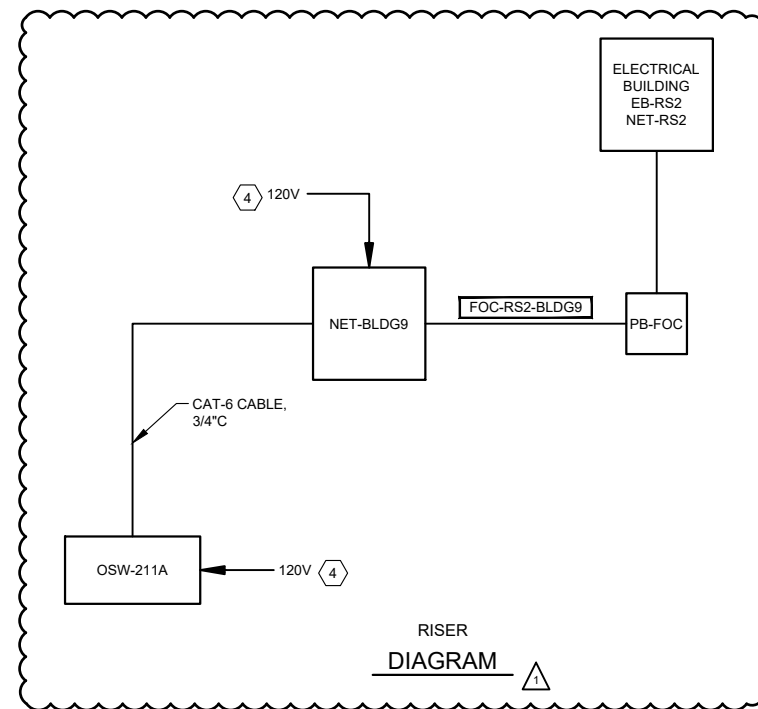 ELECTRICAL
BUILDING
EB-RS2
NET-RS2
4 120V
NET-BLDG9
FOC-RS2-BLDG9
PB-FOC
CAT-6 CABLE,
3/4"C
OSW-211A
120V 4
RISER
DIAGRAM
1